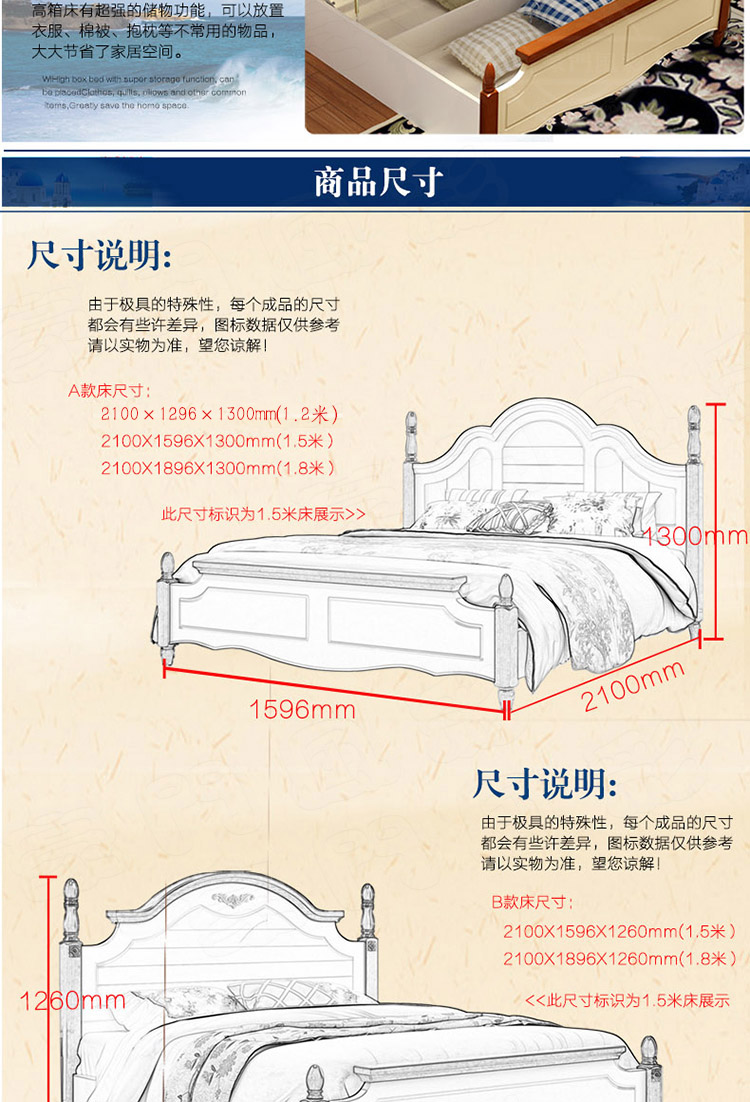 高箱床有超强的储物功能，可以放置
衣服、棉被、抱枕等不常用的物品，
大大节省了家居空间。
WiHigh box bed with super storage function, can
be placedClothes, quilts, pillows and other common
items,Greatly save the home space.
商品尺寸
尺寸说明:
由于极具的特殊性，每个成品的尺寸
都会有些许差异，图标数据仅供参考
请以实物为准，望您谅解！
A款床尺寸:
2100×1296×1300mm(1.2米)
2100X1596X1300mm(1.5米)
2100X1896X1300mm(1.8米)
此尺寸标识为1.5米床展示>>
1300mm
2100mm
1596mm
尺寸说明:
由于极具的特殊性，每个成品的尺寸
都会有些许差异，图标数据仅供参考
请以实物为准，望您谅解！
B款床尺寸:
2100X1596X1260mm(1.5米)
2100X1896X1260mm(1.8米)
<<此尺寸标识为1.5米床展示
1260mm